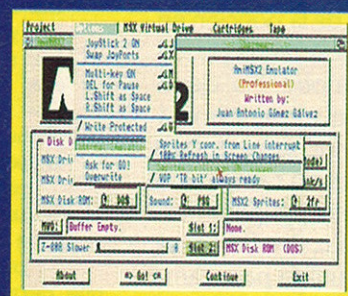 Project Options MSX Virtual Drive Cartridges Tape
JoyStick 2 ON
Swap JoyPorts
Multi-key ON
DEL for Pause
L.Shift as Space
R.Shift as Space
Write Protected
Ask for GO!
Overwrite
Sprites Y coor. from Line interrupt
100% Refresh in Screen Changes
VDP 'TR bit' always ready
AmiMSX2 Emulator
(Professional)
Written by:
Juan Antonio Gómez Gálvez
Disk
MSX
MSX
MSX Disk ROM: DOS Sound: MSX2 Sprites: 2fr
Buffer Empty. Slot 1: None.
Z-80A Slower 0 Slot 2: MSX Disk ROM (DOS)
About => Go! <= Continue Exit